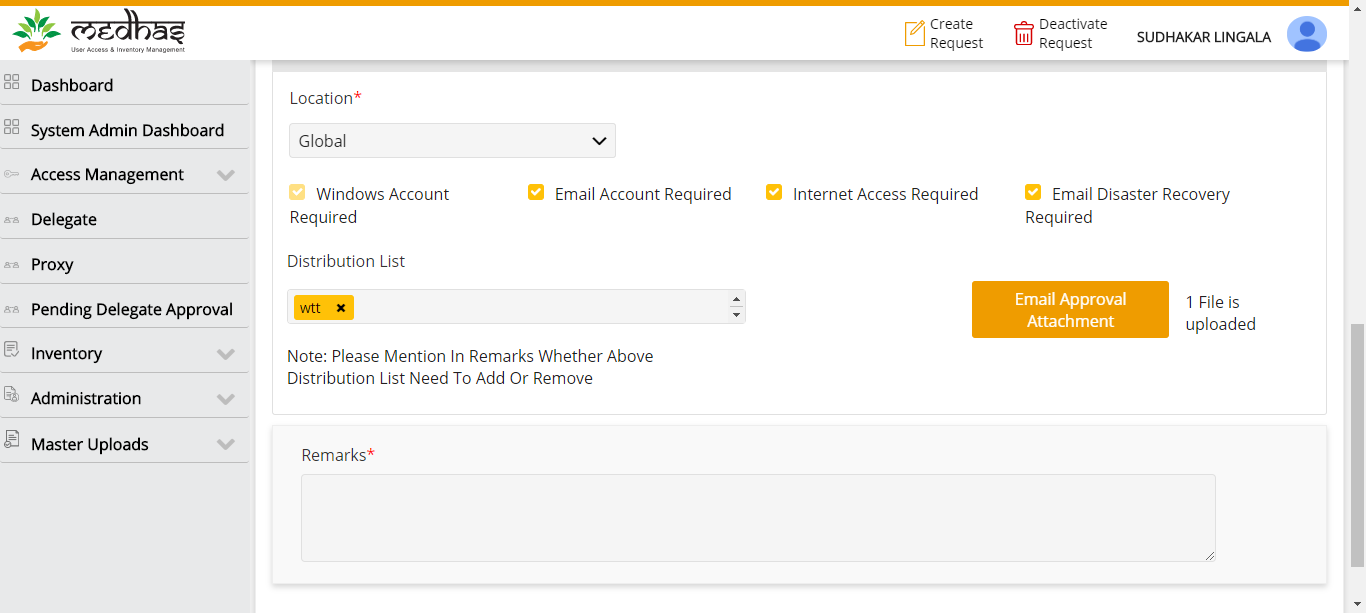 medhas
User Access & Inventory Management
Create
Request
Deactivate
Request
SUDHAKAR LINGALA
Dashboard
System Admin Dashboard
Access Management
Delegate
Proxy
Pending Delegate Approval
Inventory
Administration
Master Uploads
Location*
Global
Windows Account
Required
Email Account Required
Internet Access Required
Email Disaster Recovery
Required
Distribution List
wtt ×
Email Approval
Attachment
1 File is
uploaded
Note: Please Mention In Remarks Whether Above
Distribution List Need To Add Or Remove
Remarks*